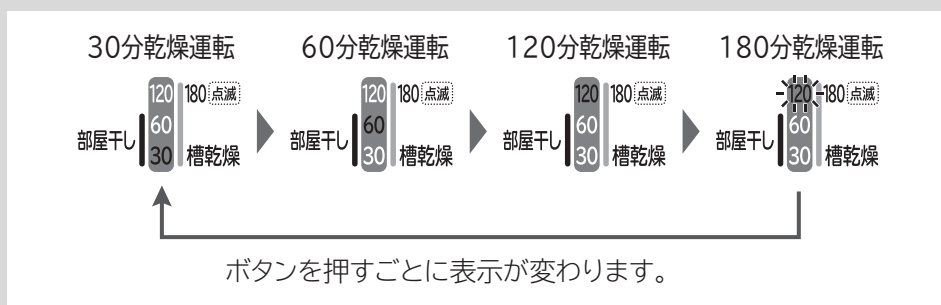 30分乾燥運転 60分乾燥運転 120分乾燥運転 180分乾燥運転
120 180 点滅 120 180 点滅 120 180 点滅 120 180 点滅
部屋干し 60 部屋干し 60 部屋干し 60 部屋干し 60
30 槽乾燥 30 槽乾燥 30 槽乾燥 30 槽乾燥
ボタンを押すごとに表示が変わります。